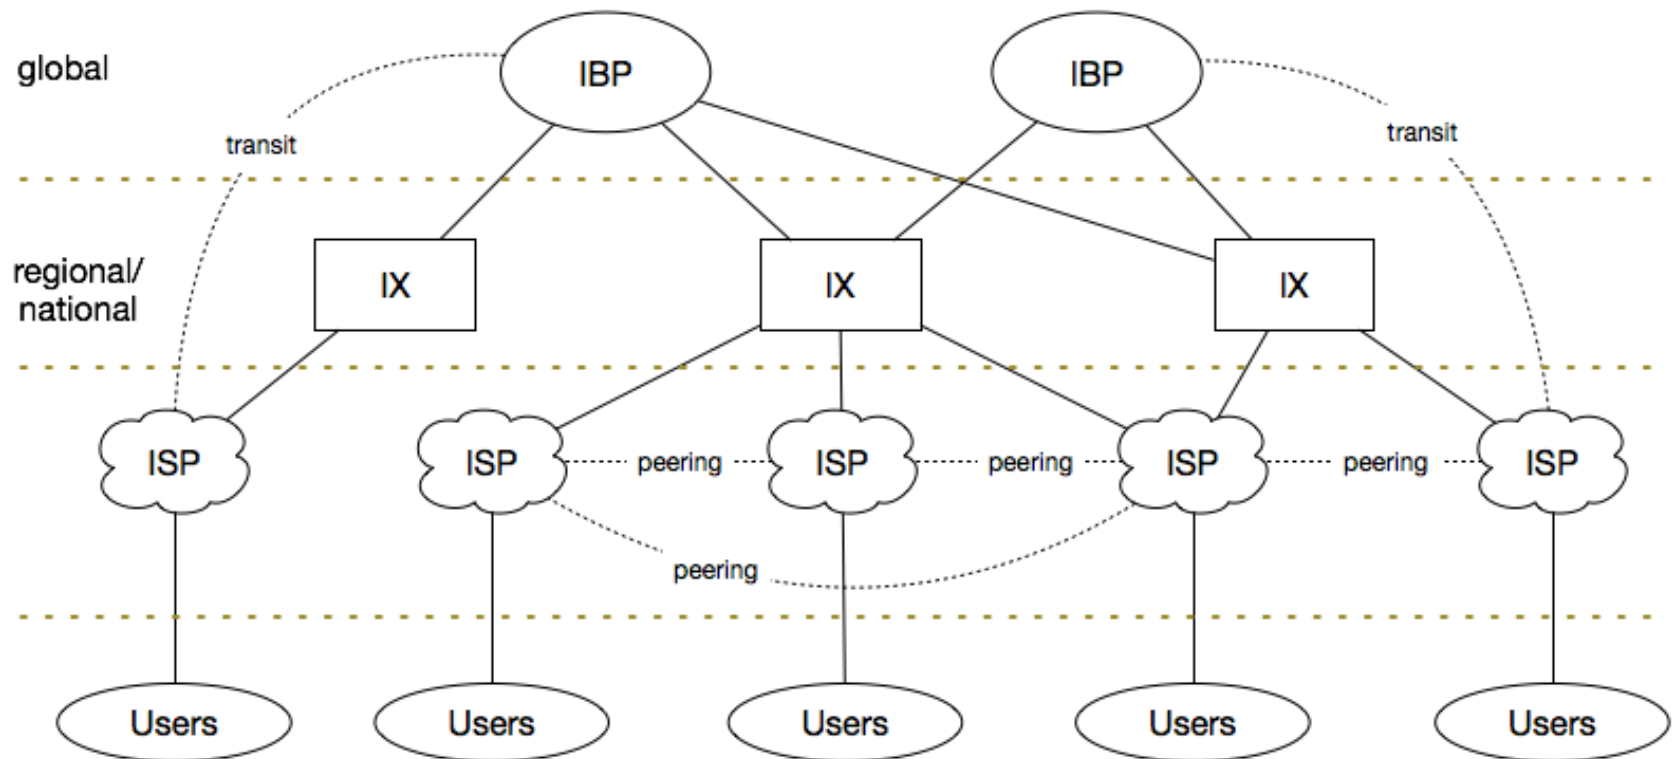 global
IBP
IBP
transit
transit
regional/
national
IX
IX
IX
ISP
ISP
peering
ISP
peering
ISP
peering
ISP
peering
Users
Users
Users
Users
Users